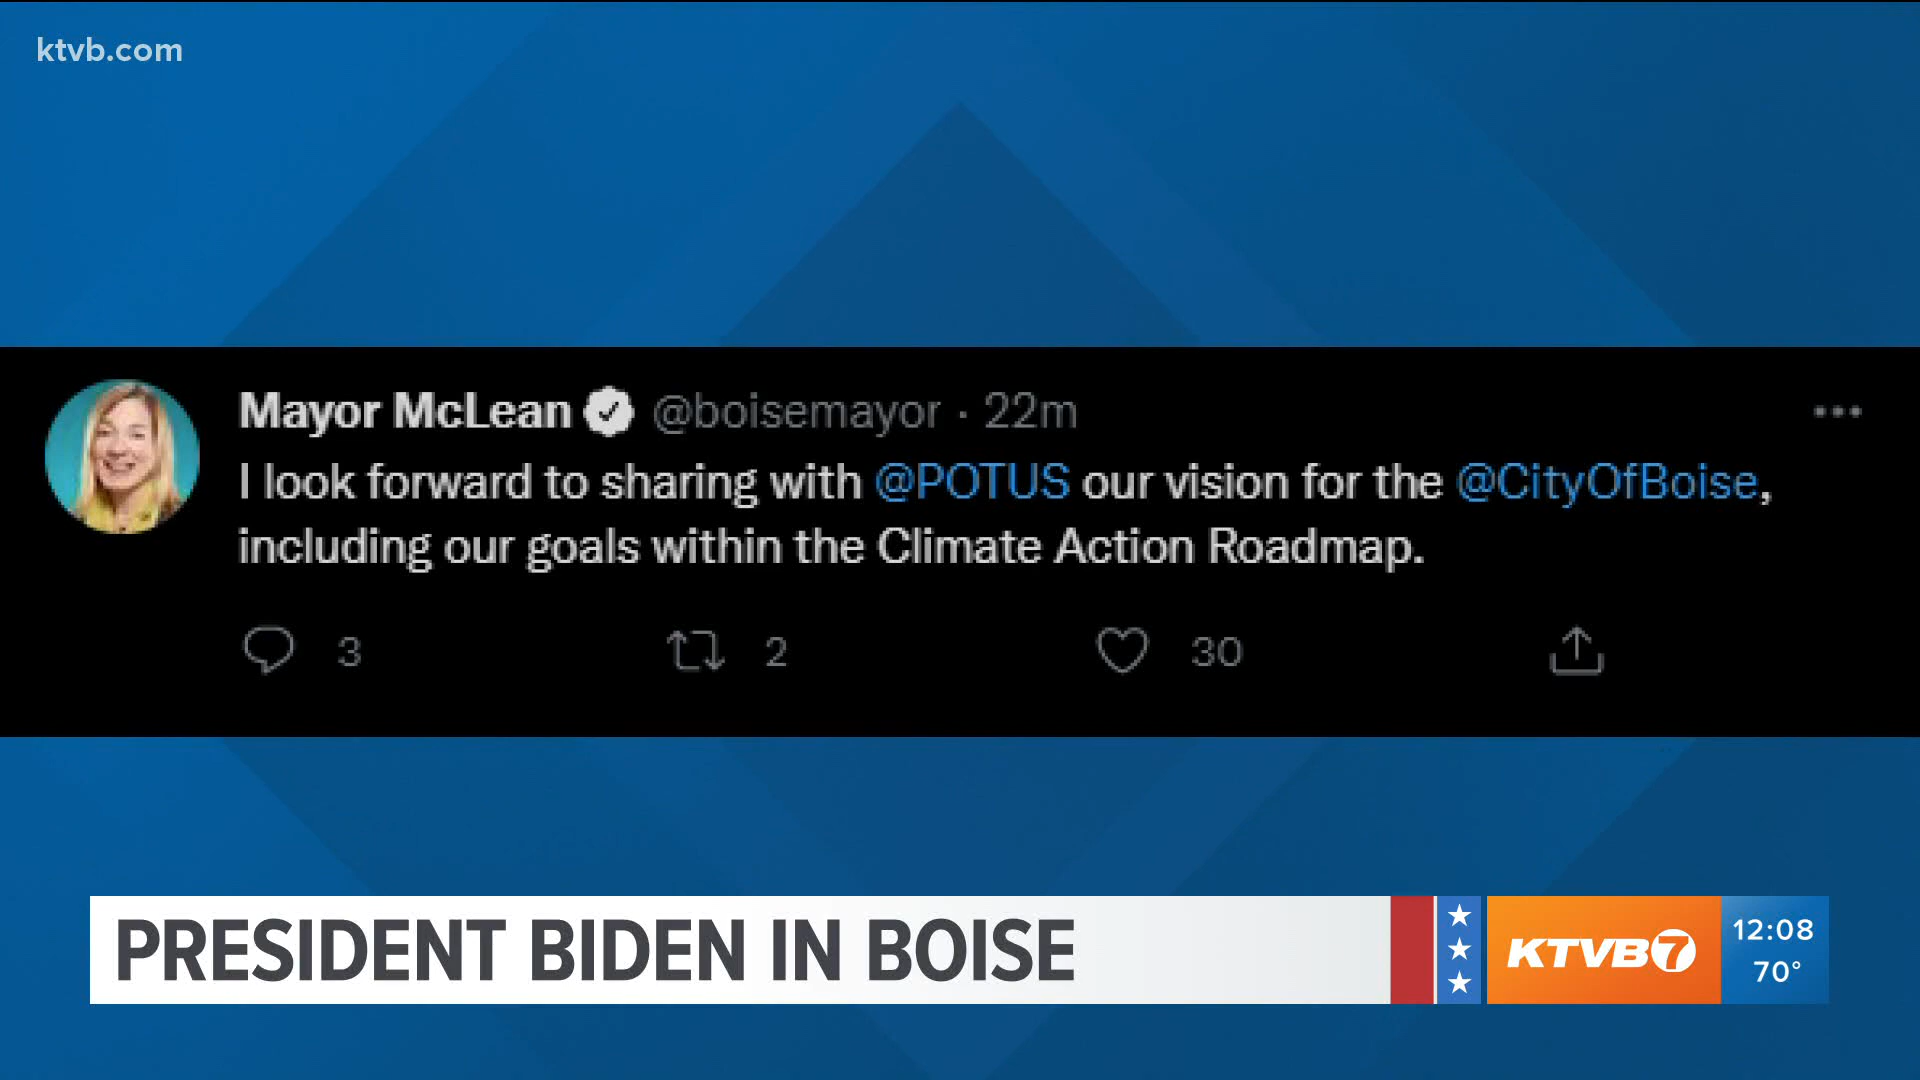 ktvb.com
Mayor McLean @boisemayor · 22m
I look forward to sharing with @POTUS our vision for the @CityOfBoise,
including our goals within the Climate Action Roadmap.
3 2 30
PRESIDENT BIDEN IN BOISE
KTVB7
12:08
70°